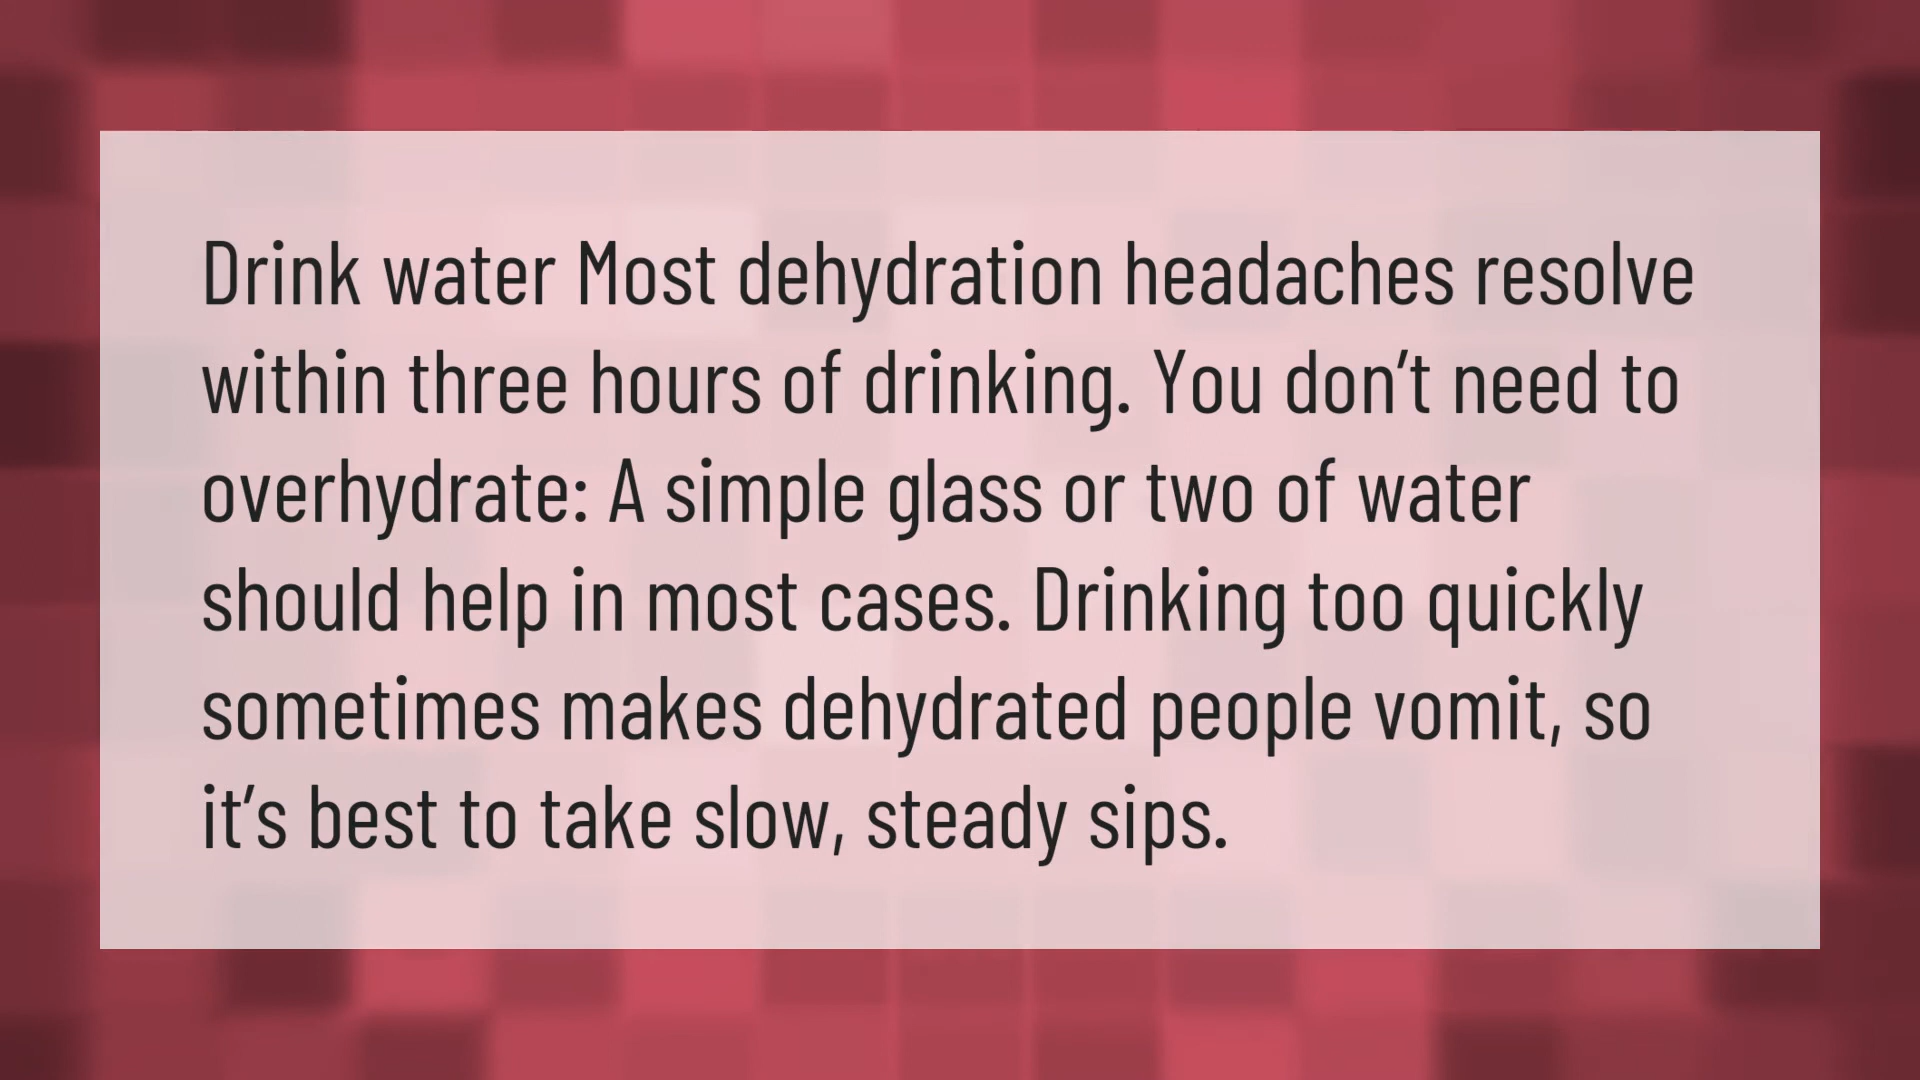 Drink water Most dehydration headaches resolve
within three hours of drinking. You don’t need to
overhydrate: A simple glass or two of water
should help in most cases. Drinking too quickly
sometimes makes dehydrated people vomit, so
it’s best to take slow, steady sips.